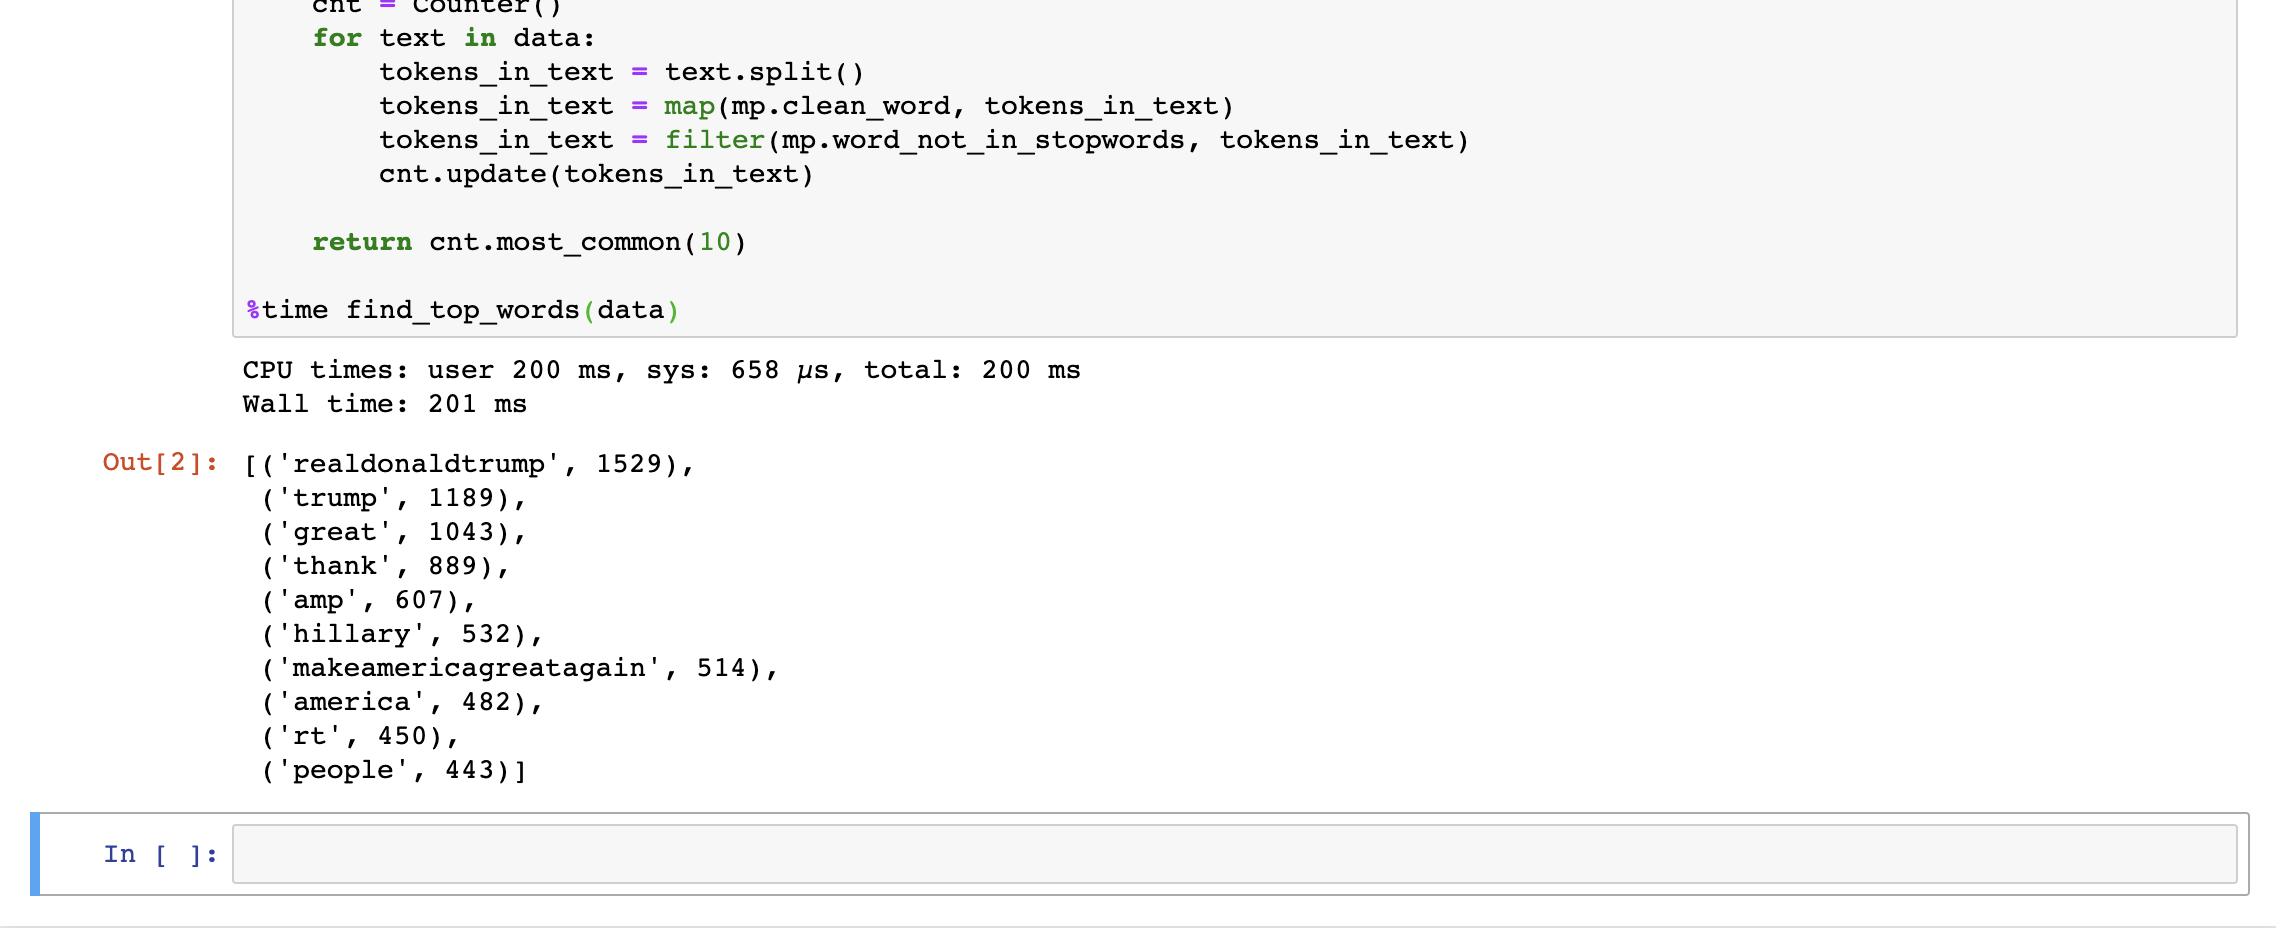 cnt = Counter()
    for text in data:
        tokens_in_text = text.split()
        tokens_in_text = map(mp.clean_word, tokens_in_text)
        tokens_in_text = filter(mp.word_not_in_stopwords, tokens_in_text)
        cnt.update(tokens_in_text)
    return cnt.most_common(10)
%time find_top_words(data)
CPU times: user 200 ms, sys: 658 µs, total: 200 ms
Wall time: 201 ms
Out[2]: [('realdonaldtrump', 1529),
 ('trump', 1189),
 ('great', 1043),
 ('thank', 889),
 ('amp', 607),
 ('hillary', 532),
 ('makeamericagreatagain', 514),
 ('america', 482),
 ('rt', 450),
 ('people', 443)]
In [ ]: